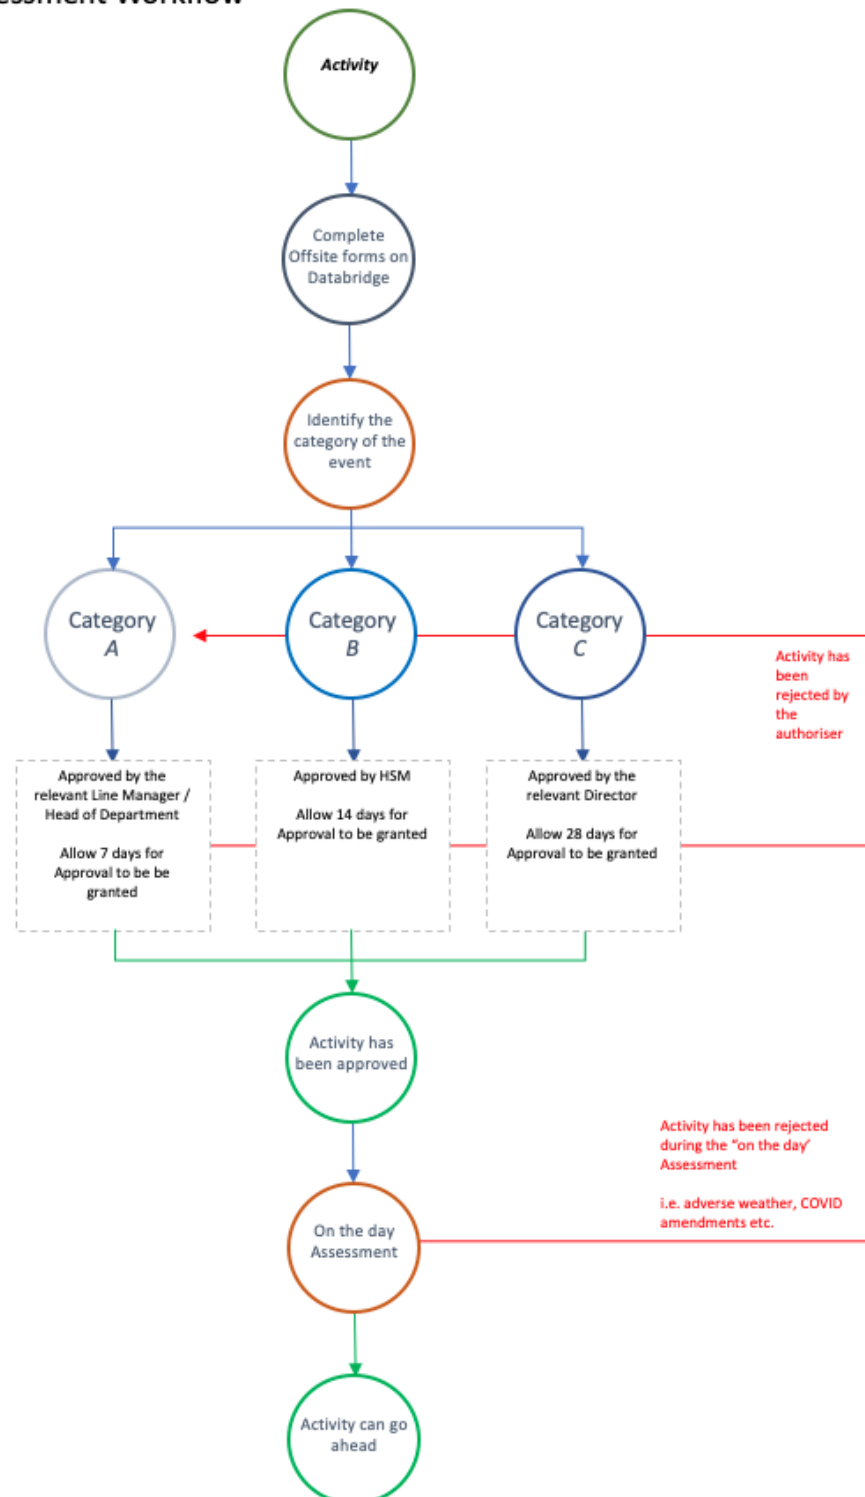 Activity
Complete
Offsite forms on
Databridge
Identify the
category of the
event
Category
A
Category
B
Category
C
Activity has
been
rejected by
the
authoriser
Approved by the
relevant Line Manager /
Head of Department
Allow 7 days for
Approval to be be
granted
Approved by HSM
Allow 14 days for
Approval to be granted
Approved by the
relevant Director
Allow 28 days for
Approval to be granted
Activity has
been approved
Activity has been rejected
during the “on the day’
Assessment
i.e. adverse weather, COVID
amendments etc.
On the day
Assessment
Activity can go
ahead